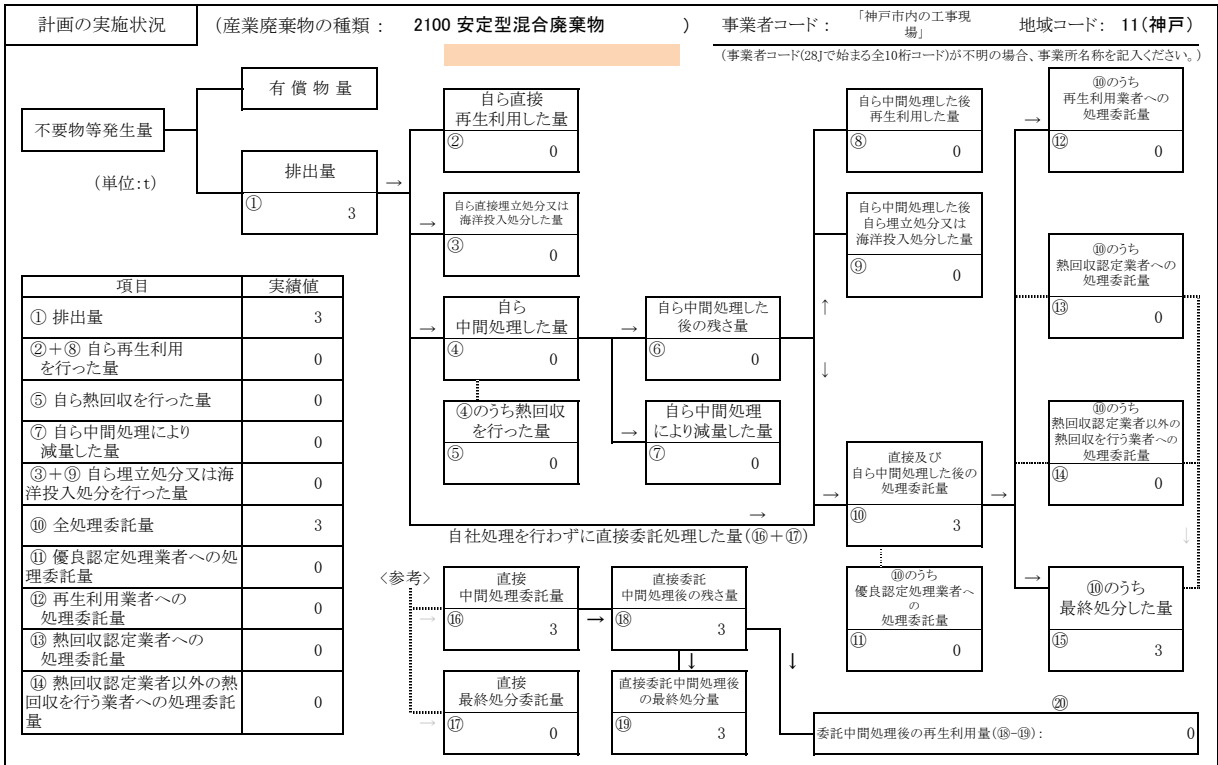 計画の実施状況
(産業廃棄物の種類： 2100 安定型混合廃棄物 )
事業者コード： 「神戸市内の工事現
場」
地域コード： 11(神戸)
(事業者コード(28Jで始まる全10桁コード)が不明の場合、事業所名称を記入ください。)
不要物等発生量
(単位:t)
有償物量
排出量
→
① 3
自ら直接
再生利用した量
② 0
→
自ら直接埋立処分又は
海洋投入処分した量
③ 0
→
自ら
中間処理した量
④ 0
④のうち熱回収
を行った量
⑤ 0
→
自ら中間処理した
後の残さ量
⑥ 0
→
自ら中間処理
により減量した量
⑦ 0
自ら中間処理した後
再生利用した量
⑧ 0
自ら中間処理した後
自ら埋立処分又は
海洋投入処分した量
⑨ 0
↑
↓
→
直接及び
自ら中間処理した後の
処理委託量
⑩ 3
→
⑩のうち
優良認定処理業者へ
の
処理委託量
⑪ 0
→
⑩のうち
再生利用業者への
処理委託量
⑫ 0
⑩のうち
熱回収認定業者への
処理委託量
⑬ 0
⑩のうち
熱回収認定業者以外の
熱回収を行う業者への
処理委託量
⑭ 0
↓
→
⑩のうち
最終処分した量
⑮ 3
→
自社処理を行わずに直接委託処理した量(⑯＋⑰)
項目 実績値
① 排出量 3
②＋⑧ 自ら再生利用
を行った量 0
⑤ 自ら熱回収を行った量 0
⑦ 自ら中間処理により
減量した量 0
③＋⑨ 自ら埋立処分又は海
洋投入処分を行った量 0
⑩ 全処理委託量 3
⑪ 優良認定処理業者への処
理委託量 0
⑫ 再生利用業者への
処理委託量 0
⑬ 熱回収認定業者への
処理委託量 0
⑭ 熱回収認定業者以外の熱
回収を行う業者への処理委託
量 0
〈参考〉
→
直接
中間処理委託量
⑯ 3
→
直接委託
中間処理後の残さ量
⑱ 3
→
直接
最終処分委託量
⑰ 0
↓
直接委託中間処理後
の最終処分量
⑲ 3
↓
⑳
委託中間処理後の再生利用量(⑱-⑲)： 0